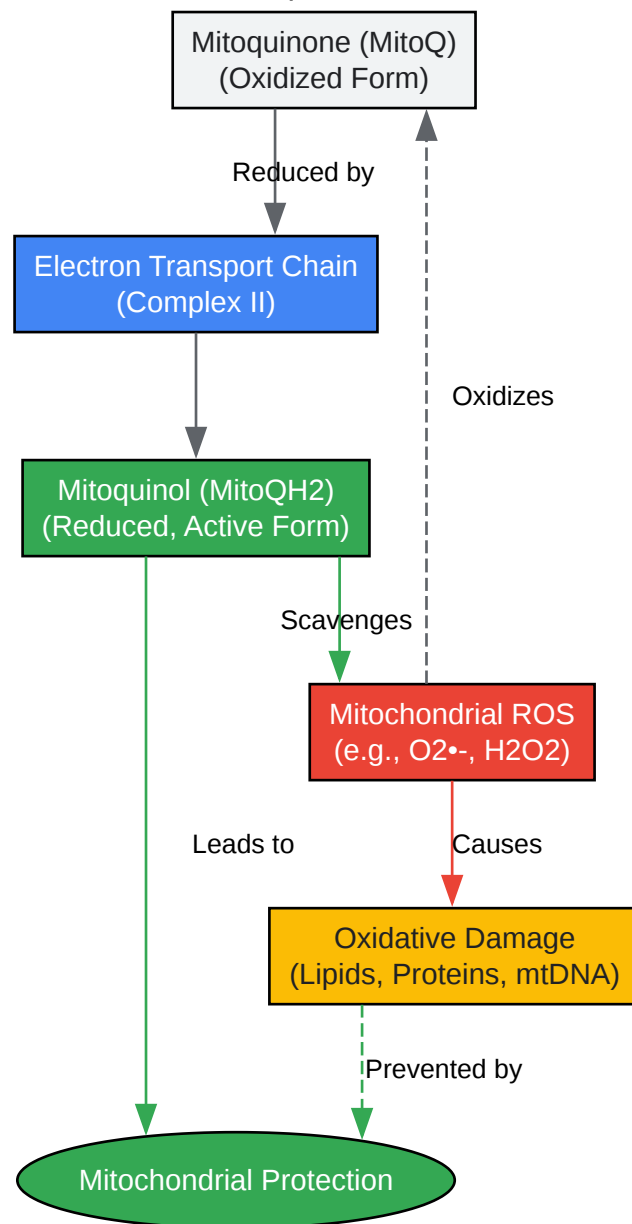 Mitoquinone (MitoQ)
(Oxidized Form)
Reduced by
Electron Transport Chain
(Complex II)
Oxidizes
Mitoquinol (MitoQH2)
(Reduced, Active Form)
Scavenges
Mitochondrial ROS
(e.g., O2•-, H2O2)
Leads to
Causes
Oxidative Damage
(Lipids, Proteins, mtDNA)
Prevented by
Mitochondrial Protection